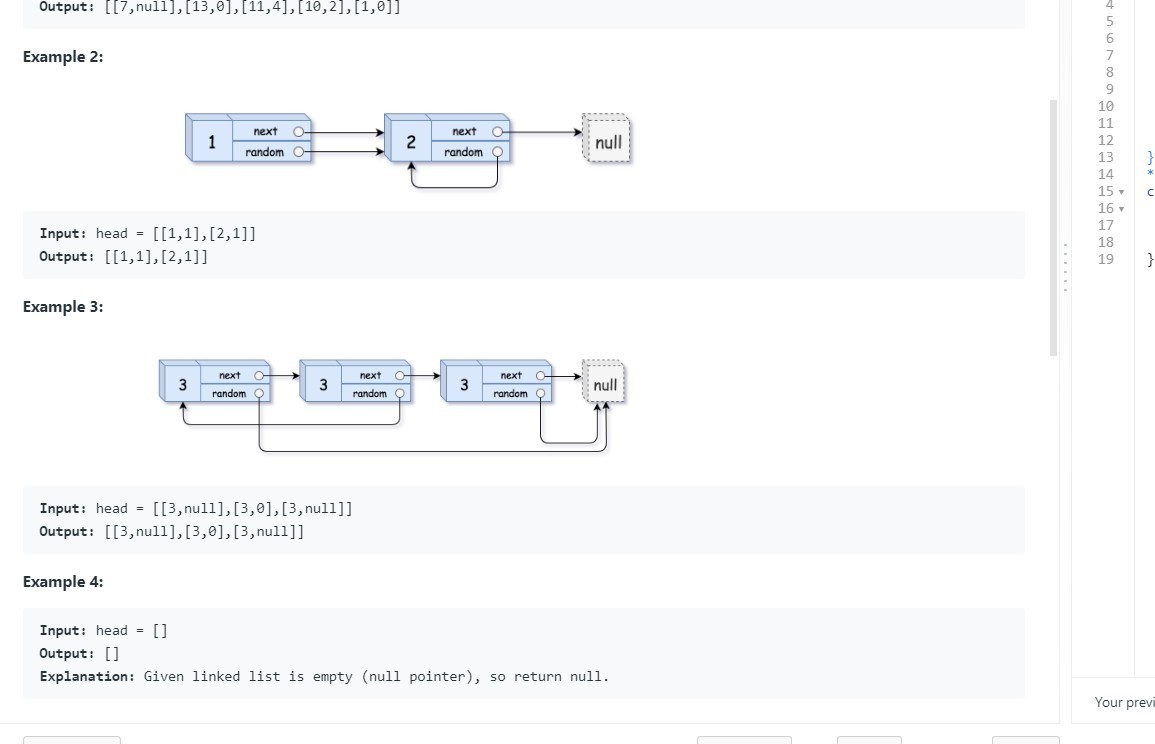 Output: [[7,null],[13,0],[11,4],[10,2],[1,0]]
Example 2:
1 next random 2 next random null
Input: head = [[1,1],[2,1]]
Output: [[1,1],[2,1]]
Example 3:
3 next random 3 next random 3 next random null
Input: head = [[3,null],[3,0],[3,null]]
Output: [[3,null],[3,0],[3,null]]
Example 4:
Input: head = []
Output: []
Explanation: Given linked list is empty (null pointer), so return null.
4
5
6
7
8
9
10
11
12
13 }
14 *
15 c
16
17
18
19 }
Your previ